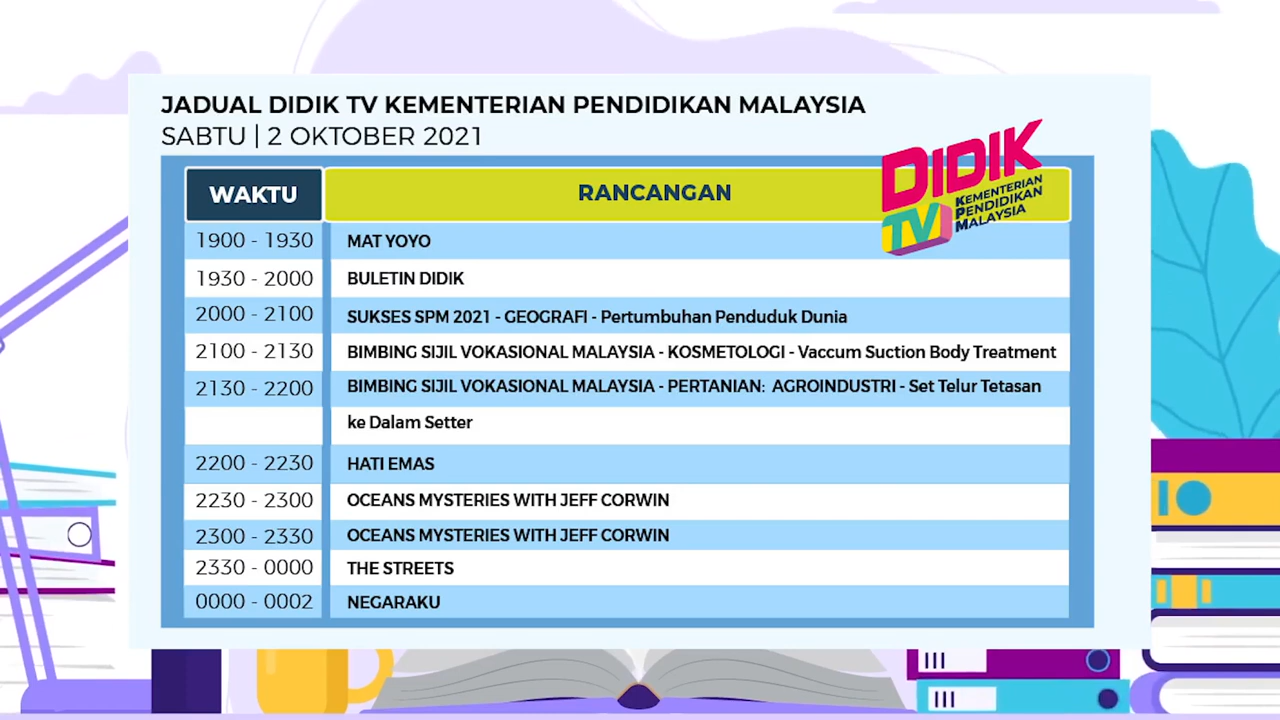 JADUAL DIDIK TV KEMENTERIAN PENDIDIKAN MALAYSIA
SABTU | 2 OKTOBER 2021
DIDIK
TV
KEMENTERIAN
PENDIDIKAN
MALAYSIA
WAKTU RANCANGAN
1900 - 1930 MAT YOYO
1930 - 2000 BULETIN DIDIK
2000 - 2100 SUKSES SPM 2021 - GEOGRAFI - Pertumbuhan Penduduk Dunia
2100 - 2130 BIMBING SIJIL VOKASIONAL MALAYSIA - KOSMETOLOGI - Vaccum Suction Body Treatment
2130 - 2200 BIMBING SIJIL VOKASIONAL MALAYSIA - PERTANIAN: AGROINDUSTRI - Set Telur Tetasan
ke Dalam Setter
2200 - 2230 HATI EMAS
2230 - 2300 OCEANS MYSTERIES WITH JEFF CORWIN
2300 - 2330 OCEANS MYSTERIES WITH JEFF CORWIN
2330 - 0000 THE STREETS
0000 - 0002 NEGARAKU